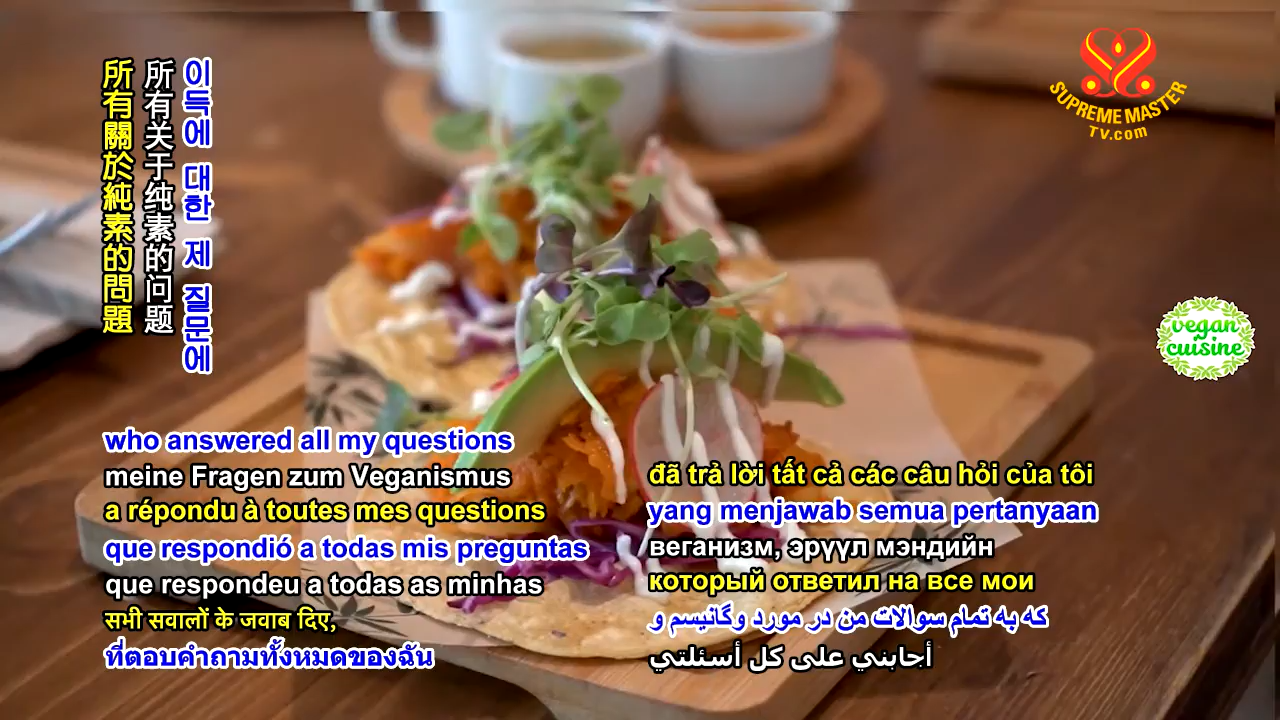 所有關於純素的問題
所有关于纯素的问题
이득에 대한 제 질문에
SUPREME MASTER
TV.com
vegan
cuisine
who answered all my questions
meine Fragen zum Veganismus
a répondu à toutes mes questions
que respondió a todas mis preguntas
que respondeu a todas as minhas
सभी सवालों के जवाब दिए,
ที่ตอบคำถามทั้งหมดของฉัน
đã trả lời tất cả các câu hỏi của tôi
yang menjawab semua pertanyaan
веганизм, эрүүл мэндийн
который ответил на все мои
که به تمام سوالات من در مورد وگانیسم و
أجابني على كل أسئلتي